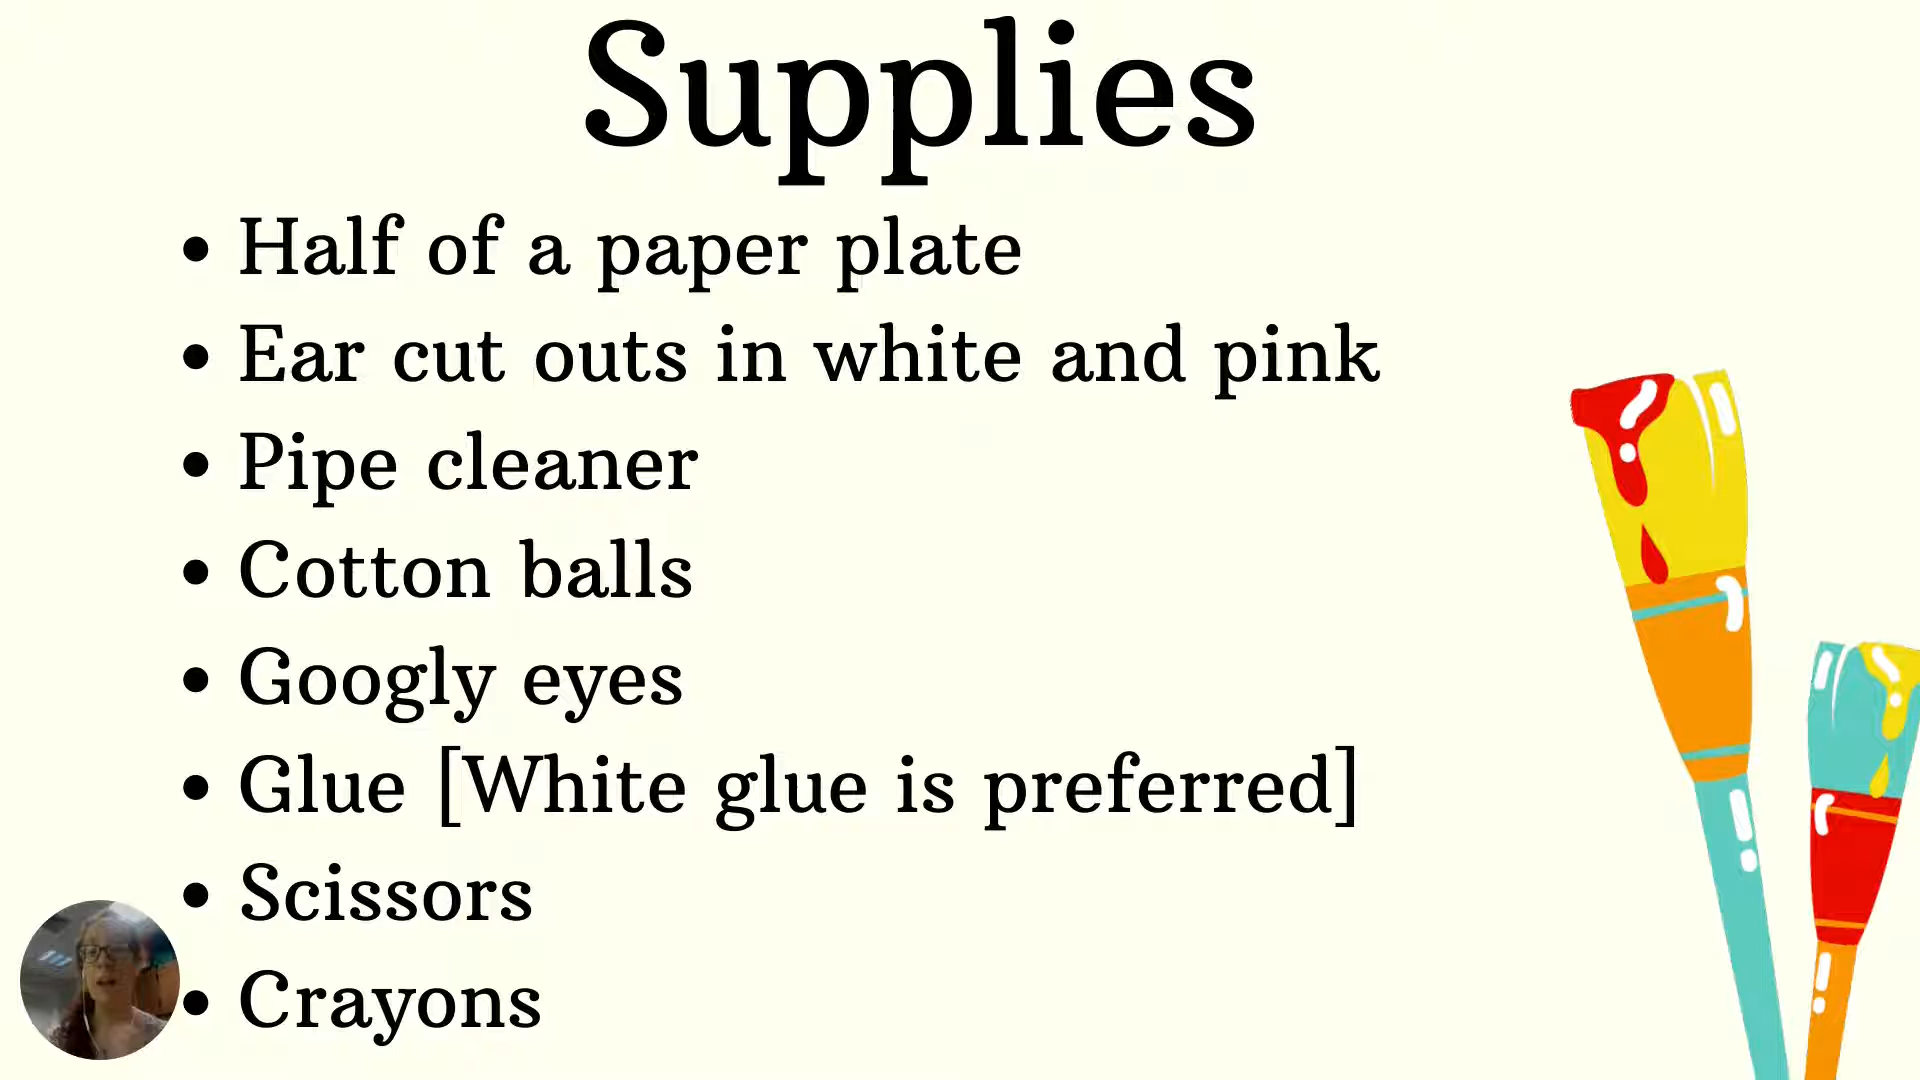 Supplies
• Half of a paper plate
• Ear cut outs in white and pink
• Pipe cleaner
• Cotton balls
• Googly eyes
• Glue [White glue is preferred]
• Scissors
• Crayons